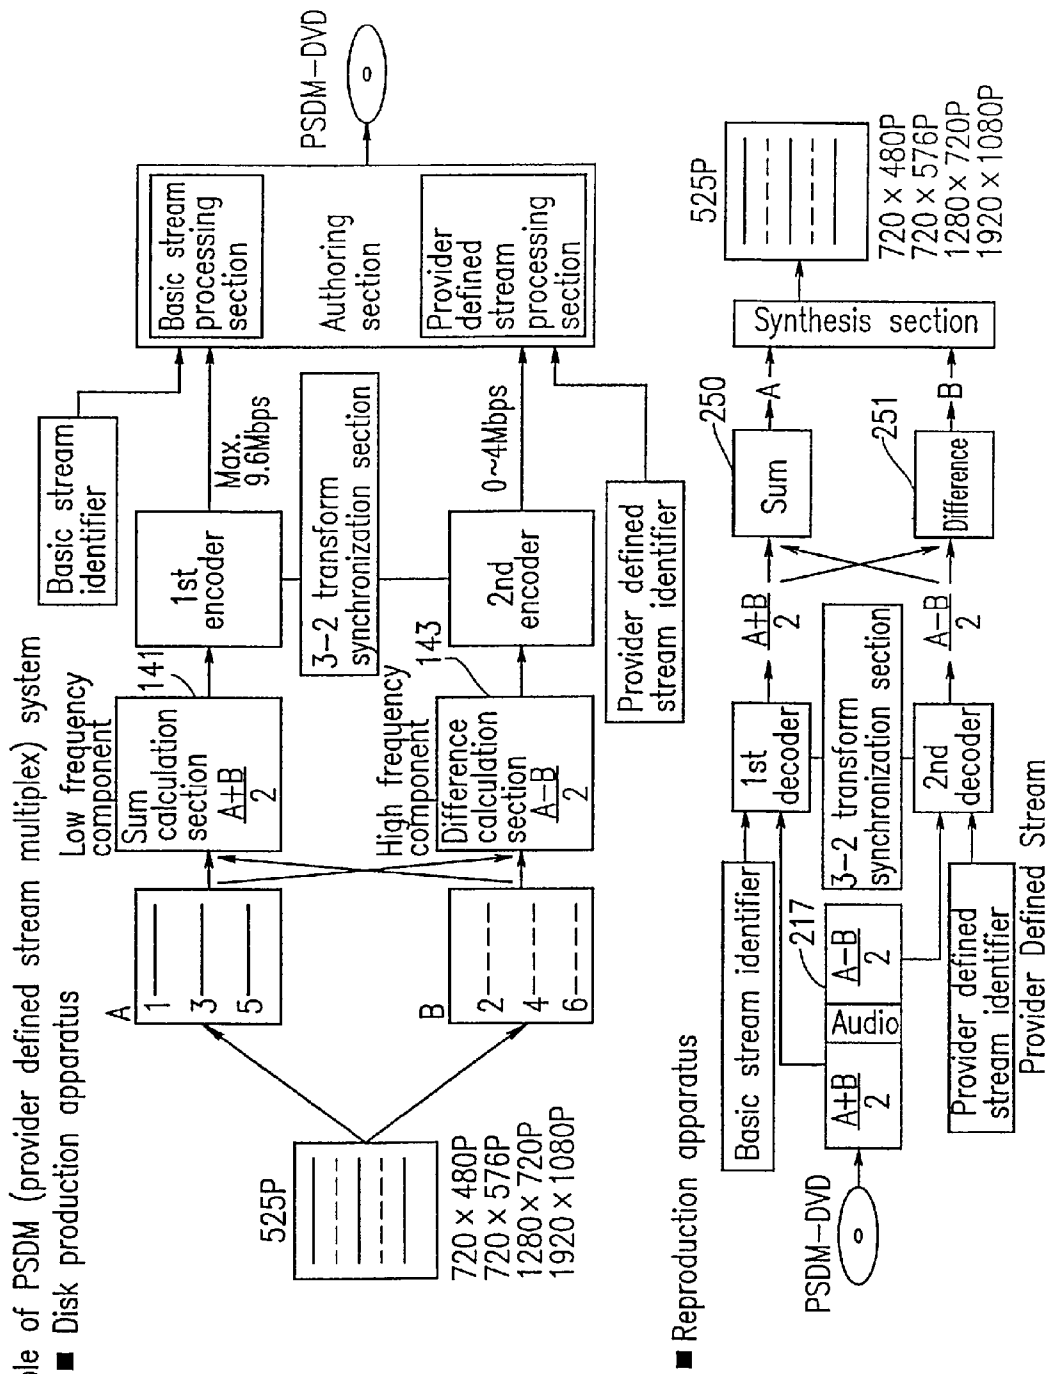 of PSDM (provider defined stream multiplex) system
■ Disk production apparatus
525P
720 × 480P
720 × 576P
1280 × 720P
1920 × 1080P
A
1
3
5
B
2
4
6
Low frequency
component
Sum
calculation
section
A+B
2
141
High frequency
component
Difference
calculation
section
A−B
2
143
1st
encoder
3−2 transform
synchronization section
2nd
encoder
Basic stream
identifier
Max.
9.6Mbps
0~4Mbps
Provider defined
stream identifier
Basic stream
processing
section
Authoring
section
Provider
defined
stream
processing
section
PSDM−DVD
■ Reproduction apparatus
PSDM−DVD
A+B
2
Audio
A−B
2
217
Basic stream identifier
Provider defined
stream identifier
Provider Defined Stream
1st
decoder
3−2 transform
synchronization section
2nd
decoder
A+B
2
A−B
2
Sum
250
Difference
251
A
B
Synthesis section
525P
720 × 480P
720 × 576P
1280 × 720P
1920 × 1080P